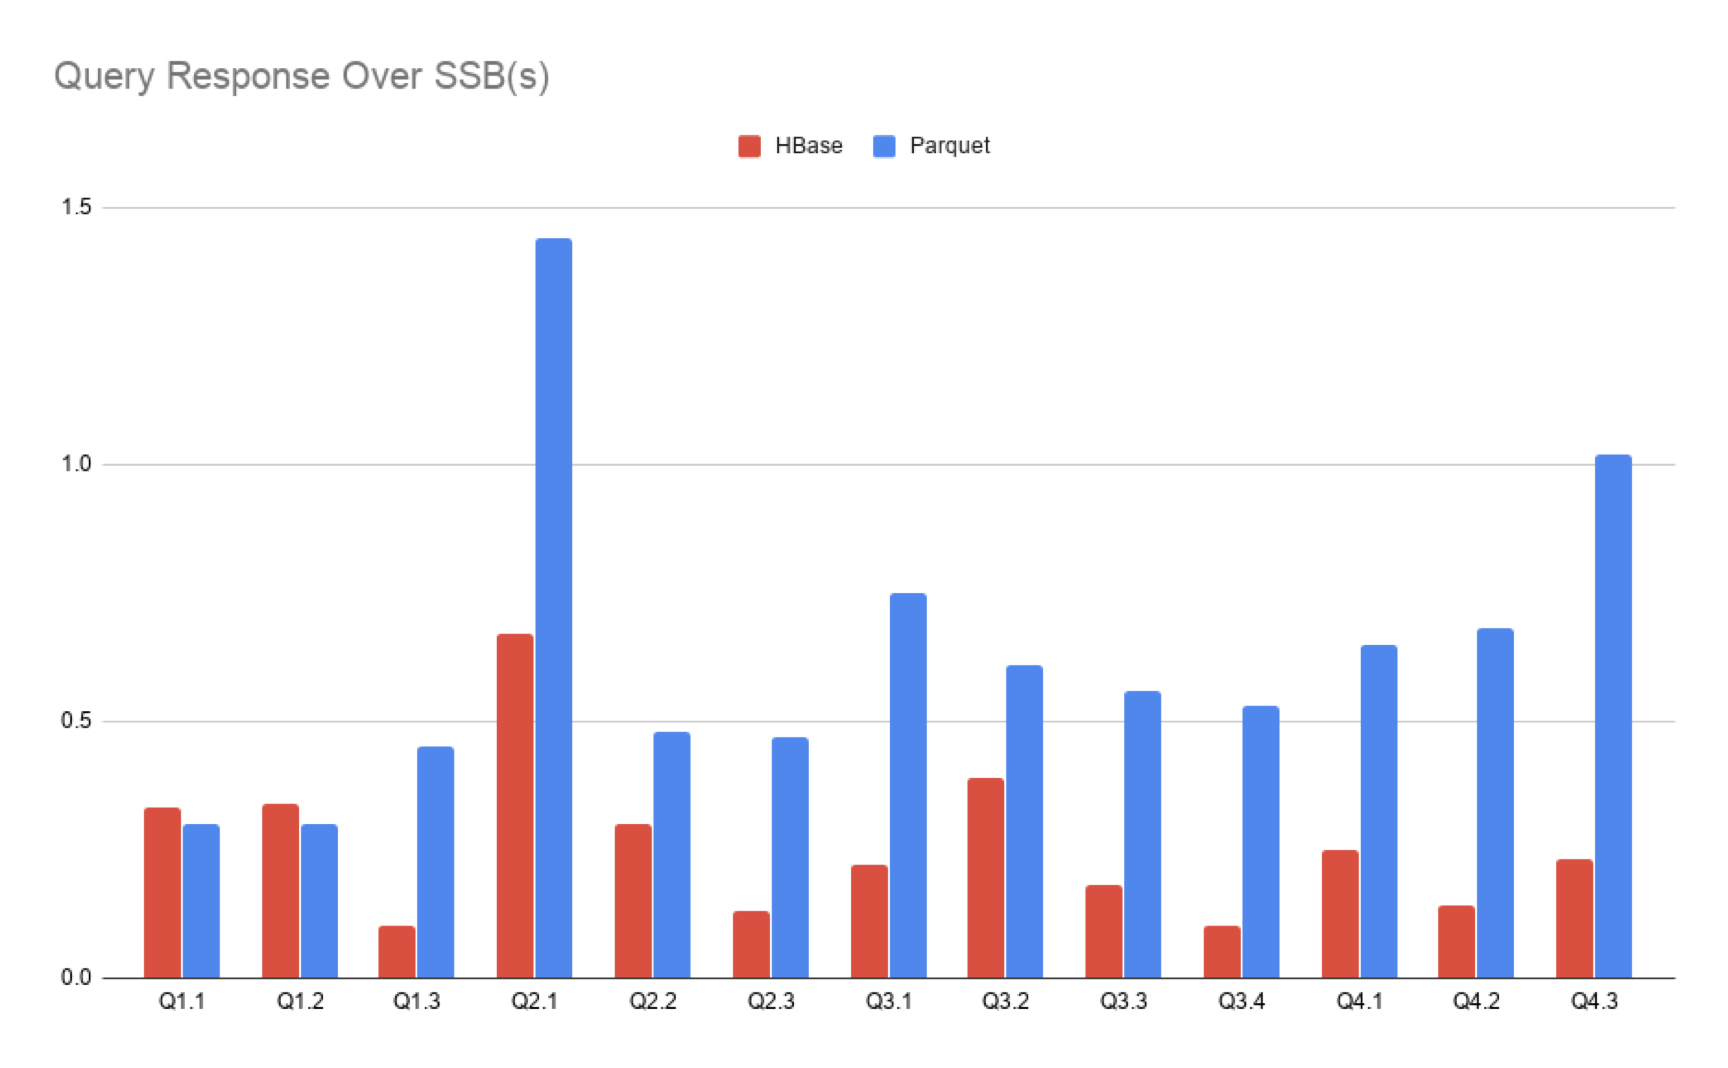 Query Response Over SSB(s)
HBase Parquet
1.5
1.0
0.5
0.0
Q1.1 Q1.2 Q1.3 Q2.1 Q2.2 Q2.3 Q3.1 Q3.2 Q3.3 Q3.4 Q4.1 Q4.2 Q4.3